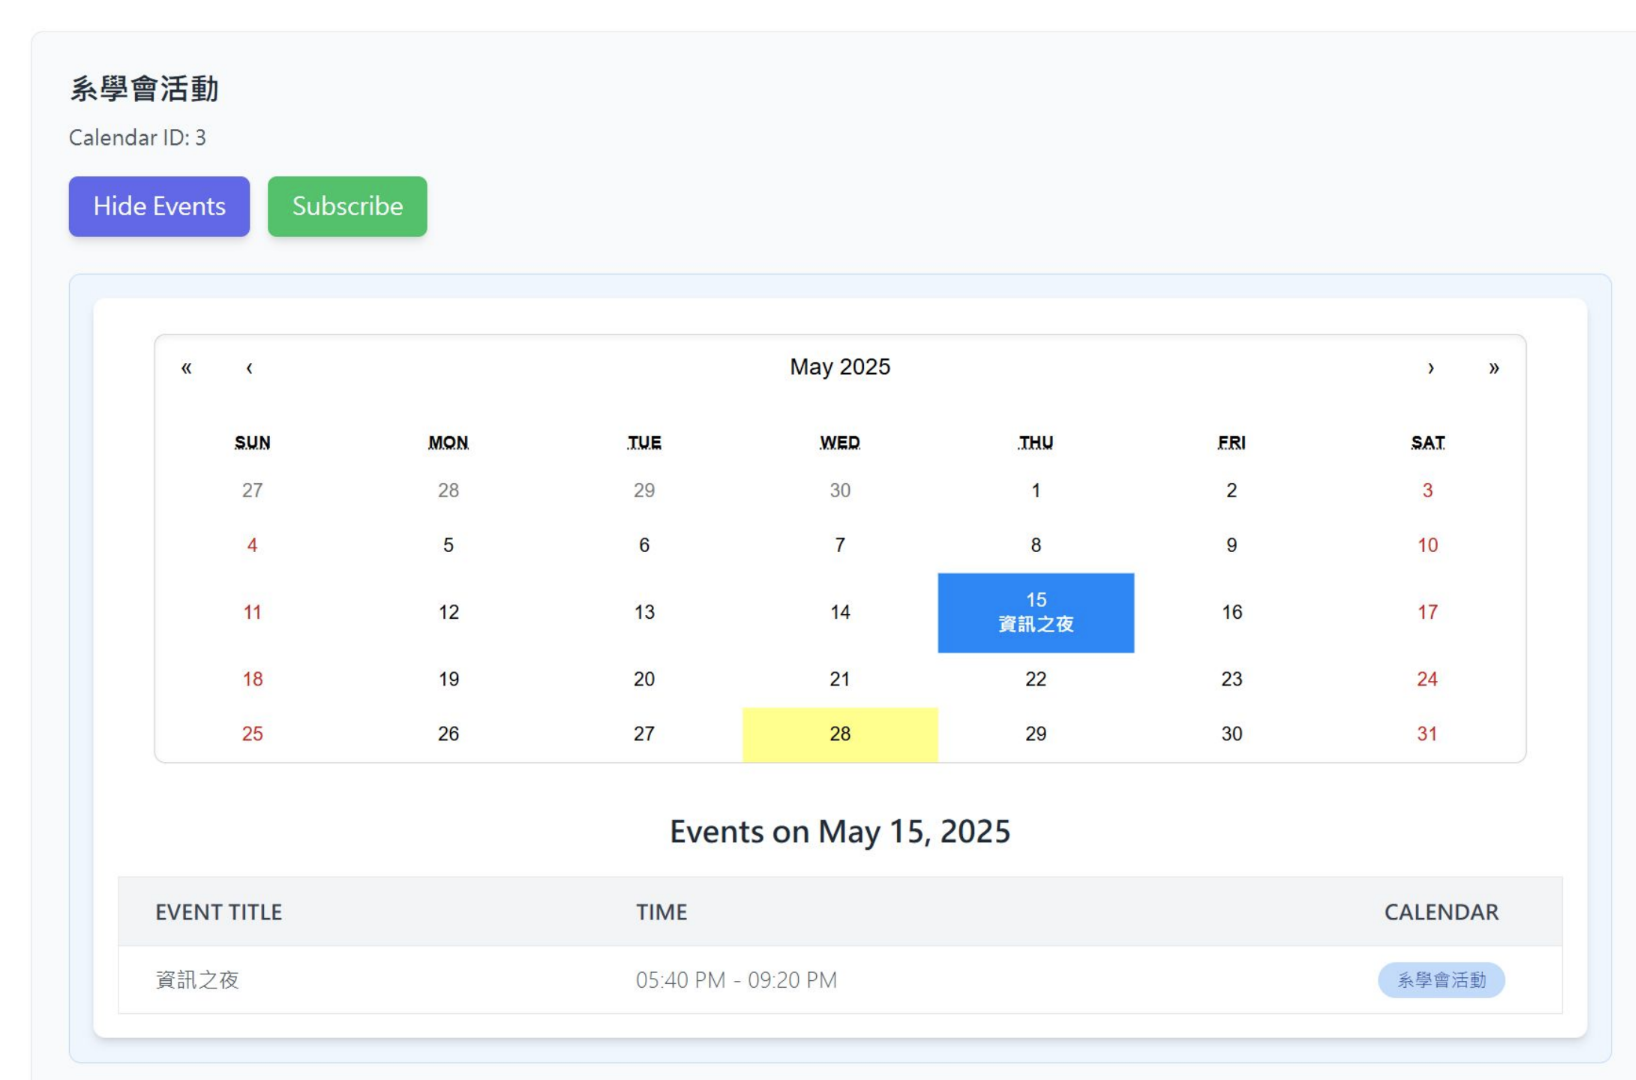 系學會活動
Calendar ID: 3
Hide Events Subscribe
« ‹ May 2025 › »
SUN MON TUE WED THU FRI SAT
27 28 29 30 1 2 3
4 5 6 7 8 9 10
11 12 13 14 15 16 17
資訊之夜
18 19 20 21 22 23 24
25 26 27 28 29 30 31
Events on May 15, 2025
EVENT TITLE TIME CALENDAR
資訊之夜 05:40 PM - 09:20 PM 系學會活動